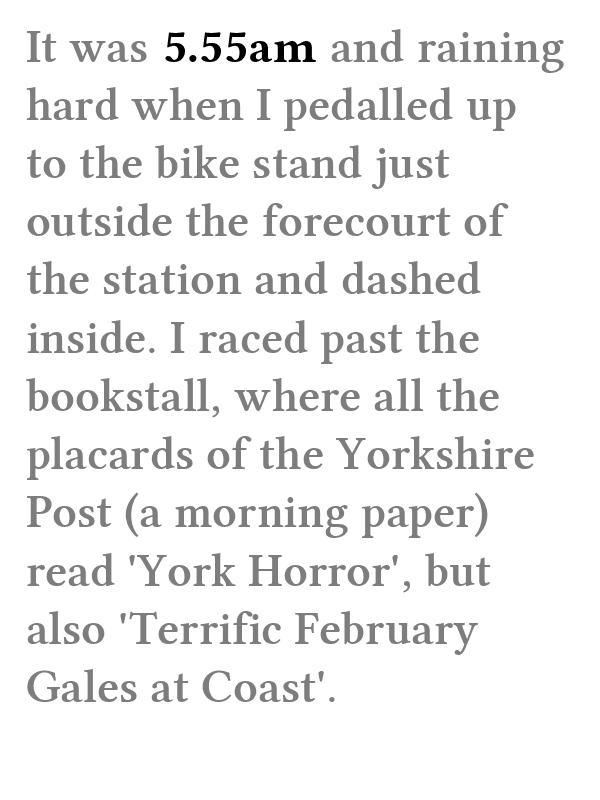 It was 5.55am and raining
hard when I pedalled up
to the bike stand just
outside the forecourt of
the station and dashed
inside. I raced past the
bookstall, where all the
placards of the Yorkshire
Post (a morning paper)
read 'York Horror', but
also 'Terrific February
Gales at Coast'.